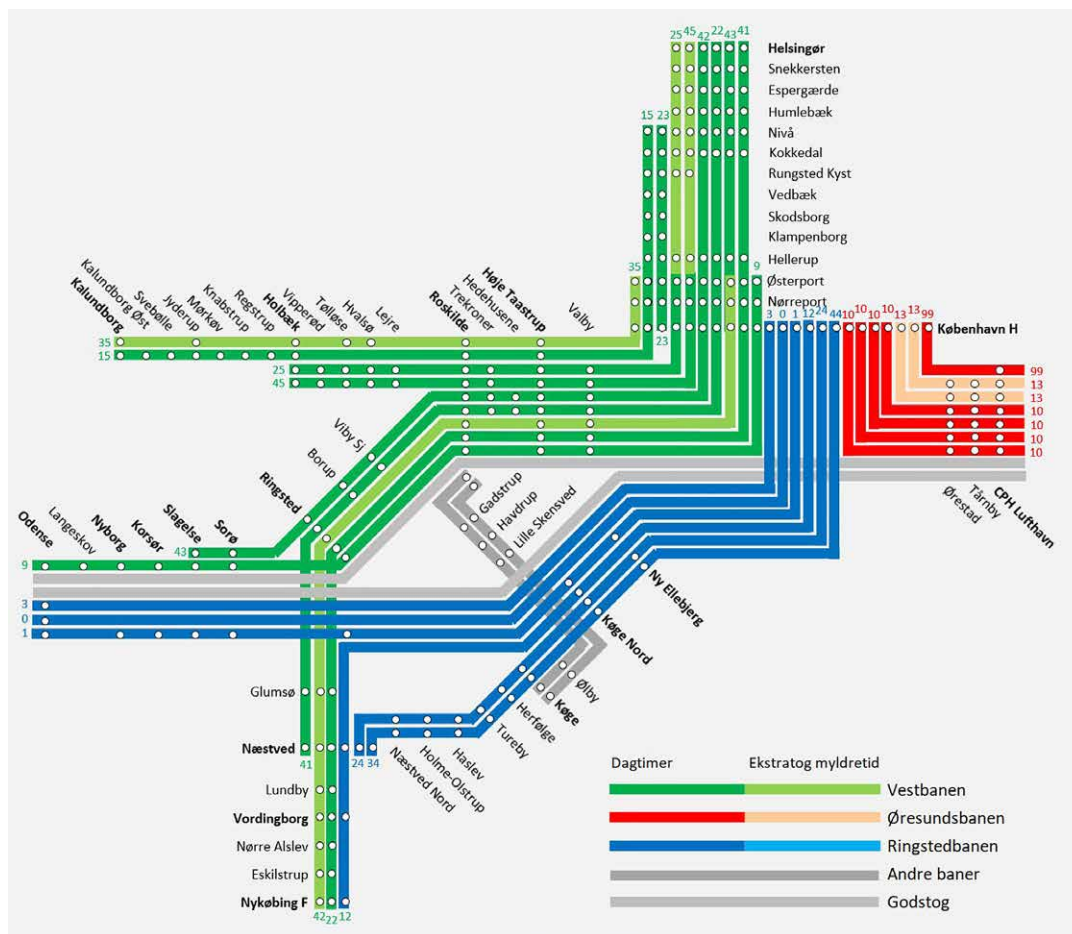 25
45
42
22
43
41
Helsingør
Snekkersten
Espergærde
Humlebæk
15
23
Nivå
Kokkedal
Rungsted Kyst
Vedbæk
Skodsborg
Klampenborg
Hellerup
35
9
Østerport
Nørreport
København H
23
3
0
1
12
24
44
10
10
10
10
13
13
99
Kalundborg
Kalundborg Øst
Svebølle
Jyderup
Mørkøv
Knabstrup
Regstrup
Holbæk
Vipperød
Tølløse
Hvalsø
Lejre
Roskilde
Trekroner
Hedehusene
Høje Taastrup
Valby
35
15
25
45
99
13
13
10
10
10
10
Ørestad
Tårnby
CPH Lufthavn
Viby Sj
Borup
Ringsted
Gadstrup
Havdrup
Lille Skensved
Odense
Langeskov
Nyborg
Korsør
Slagelse
Sorø
43
9
3
0
1
Ny Ellebjerg
Køge Nord
Ølby
Køge
Herfølge
Tureby
Haslev
Holme-Olstrup
Næstved Nord
Glumsø
Næstved
41
24
34
Lundby
Vordingborg
Nørre Alslev
Eskilstrup
Nykøbing F
42
22
12
Dagtimer
Ekstratog myldretid
Vestbanen
Øresundsbanen
Ringstedbanen
Andre baner
Godstog